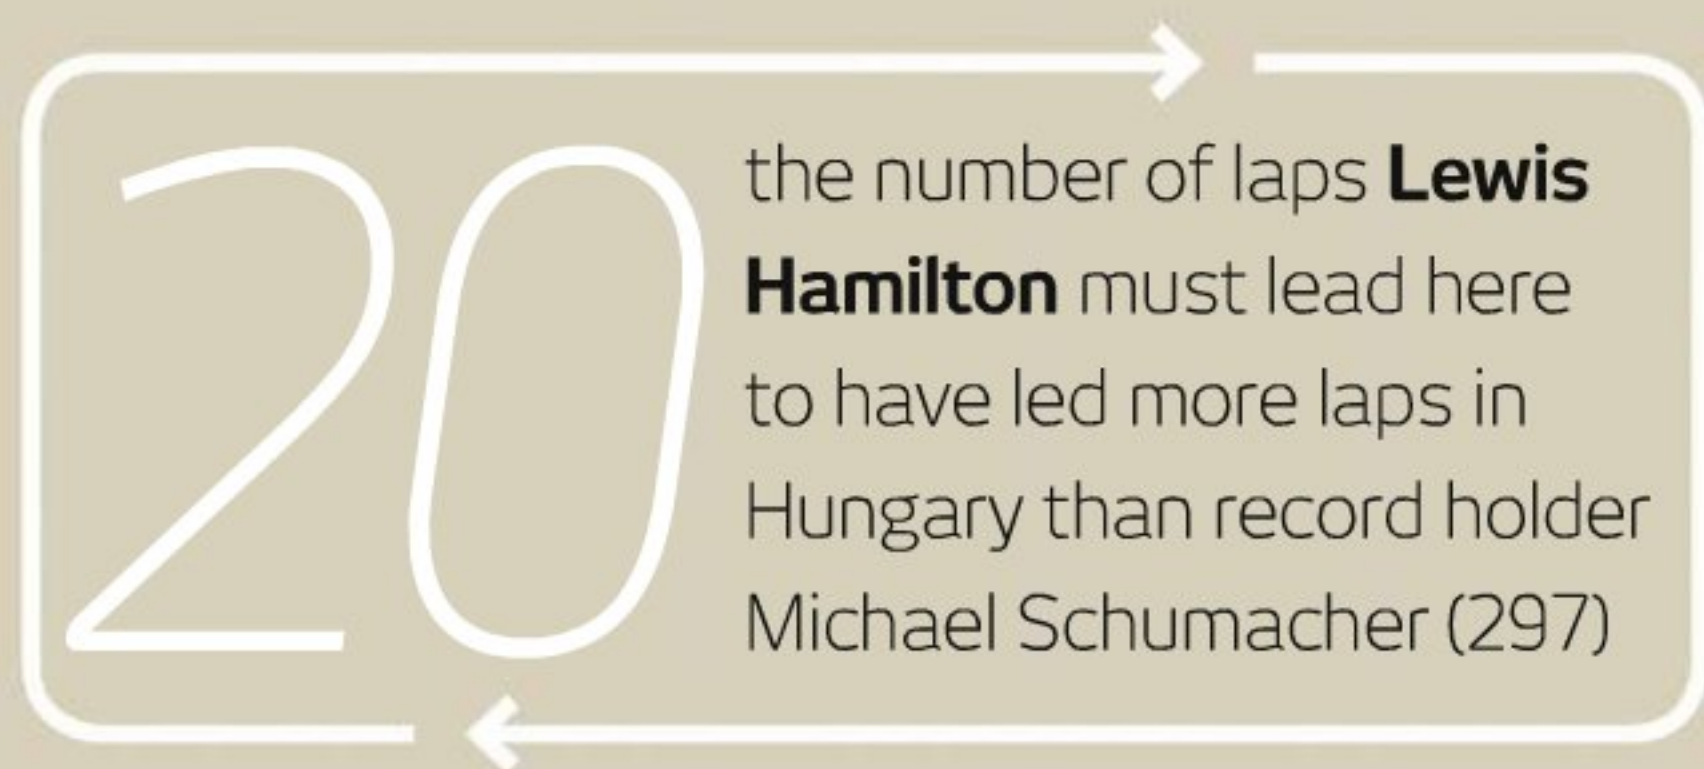 20
the number of laps Lewis
Hamilton must lead here
to have led more laps in
Hungary than record holder
Michael Schumacher (297)